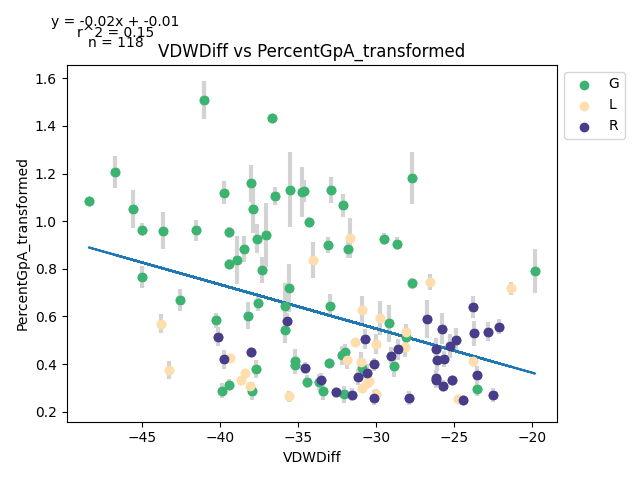 y = -0.02x + -0.01
r^2 = 0.15
n = 118
VDWDiff vs PercentGpA_transformed
G
L
R
PercentGpA_transformed
1.6
1.4
1.2
1.0
0.8
0.6
0.4
0.2
−45
−40
−35
−30
−25
−20
VDWDiff